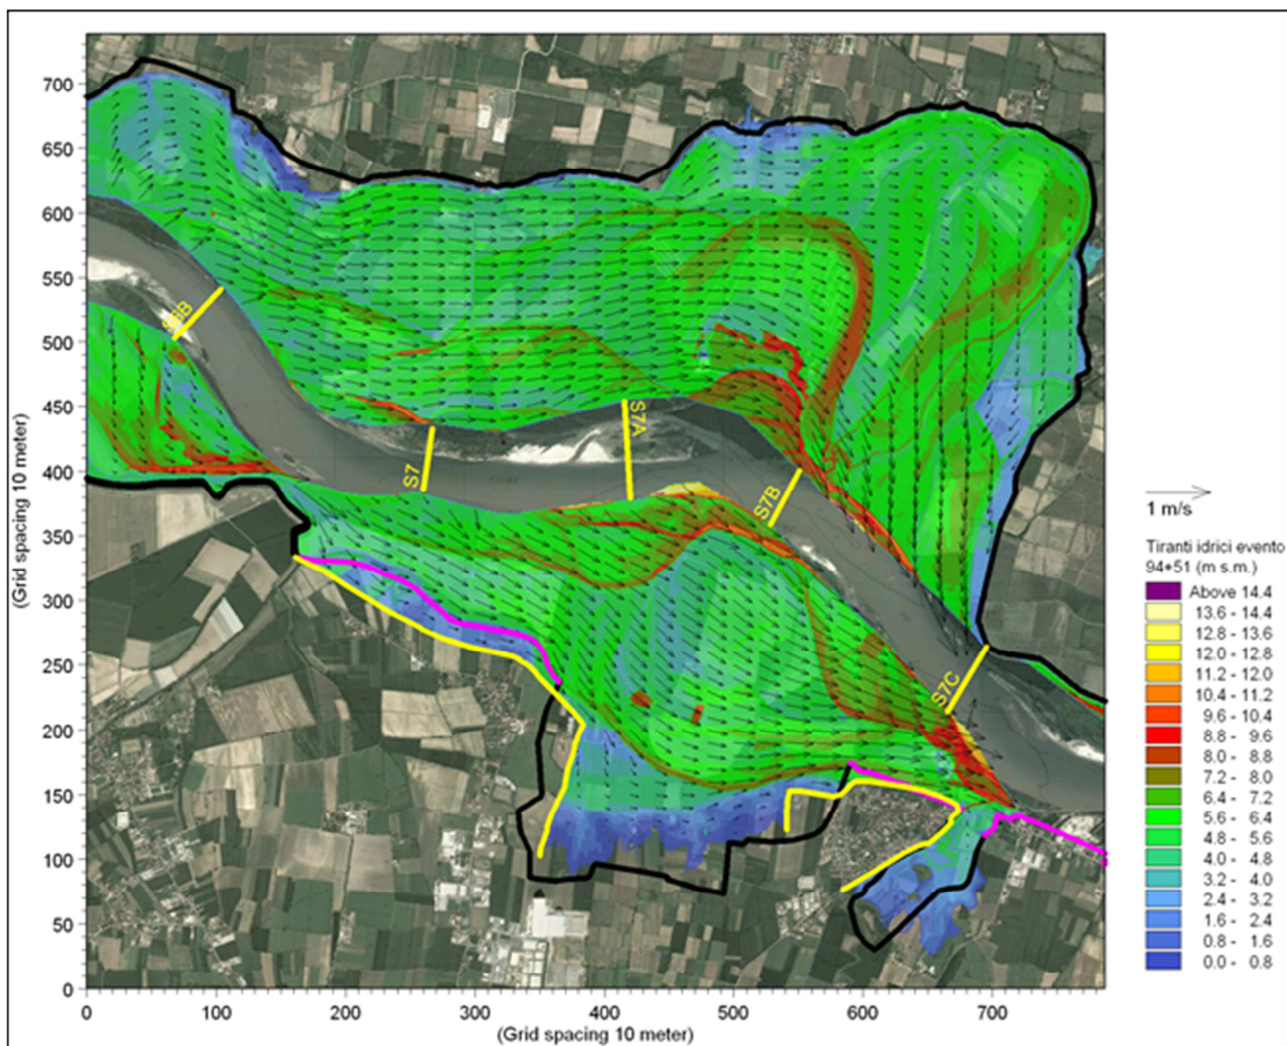 700
650
600
550
500
450
400
350
300
250
200
150
100
50
0
(Grid spacing 10 meter)
0 100 200 300 400 500 600 700
(Grid spacing 10 meter)
S6B
S7
S7A
S7B
S7C
1 m/s
Tiranti idrici evento
94+51 (m s.m.)
Above 14.4
13.6 - 14.4
12.8 - 13.6
12.0 - 12.8
11.2 - 12.0
10.4 - 11.2
9.6 - 10.4
8.8 - 9.6
8.0 - 8.8
7.2 - 8.0
6.4 - 7.2
5.6 - 6.4
4.8 - 5.6
4.0 - 4.8
3.2 - 4.0
2.4 - 3.2
1.6 - 2.4
0.8 - 1.6
0.0 - 0.8